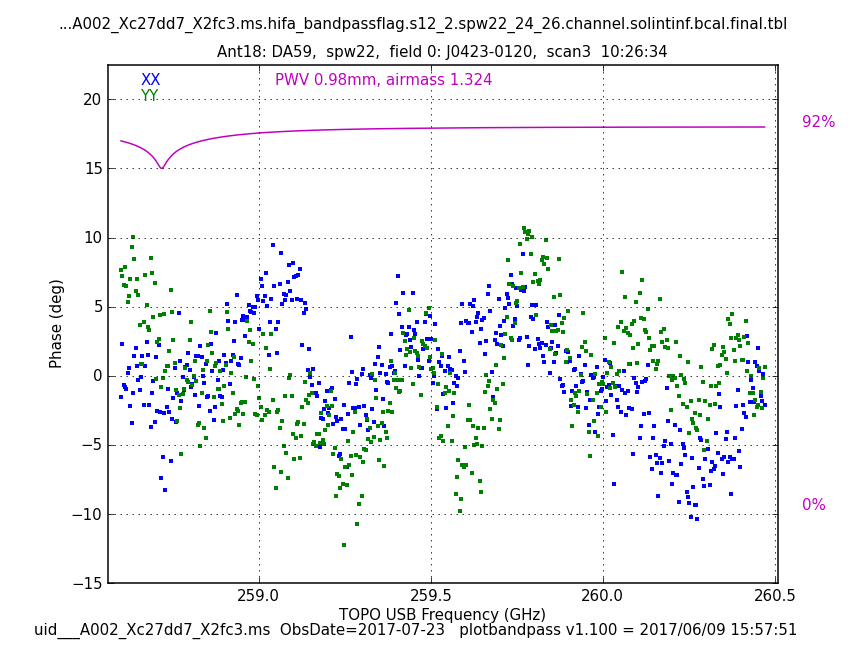 ...A002_Xc27dd7_X2fc3.ms.hifa_bandpassflag.s12_2.spw22_24_26.channel.solintinf.bcal.final.tbl
Ant18: DA59,  spw22,  field 0: J0423-0120,  scan3  10:26:34
XX
YY
PWV 0.98mm, airmass 1.324
92%
0%
20
15
10
5
0
−5
−10
−15
Phase (deg)
259.0 259.5 260.0 260.5
TOPO USB Frequency (GHz)
uid___A002_Xc27dd7_X2fc3.ms  ObsDate=2017-07-23   plotbandpass v1.100 = 2017/06/09 15:57:51